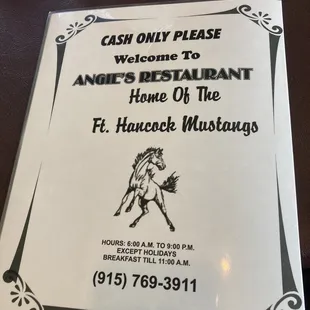 CASH ONLY PLEASE
Welcome To
ANGIE'S RESTAURANT
Home Of The
Ft. Hancock Mustangs
HOURS: 6:00 A.M. TO 9:00 P.M.
EXCEPT HOLIDAYS
BREAKFAST TILL 11:00 A.M.
(915) 769-3911